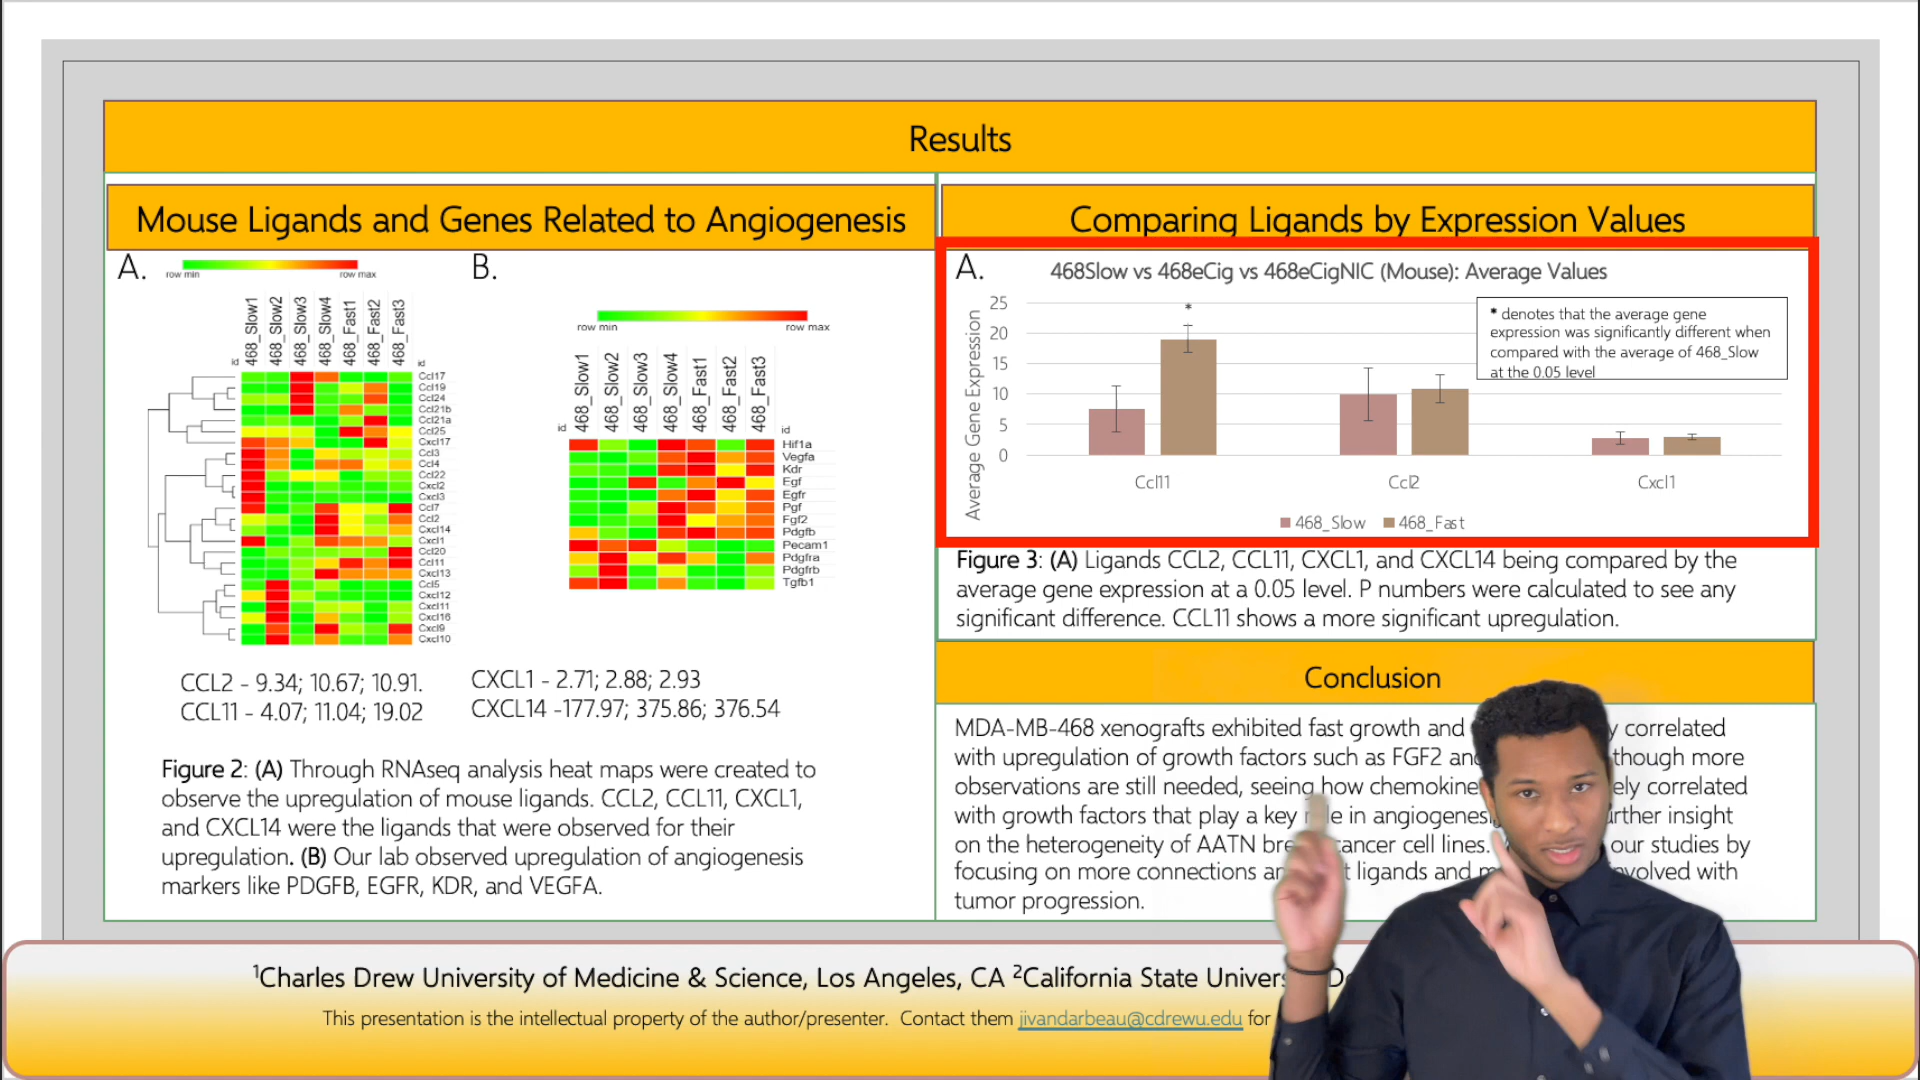 Results
Mouse Ligands and Genes Related to Angiogenesis
A.
row min row max
468_Slow1 468_Slow2 468_Slow3 468_Slow4 468_Fast1 468_Fast2 468_Fast3
id id
Ccl17
Ccl19
Ccl24
Ccl21b
Ccl21a
Ccl25
Cxcl17
Ccl3
Ccl4
Ccl22
Cxcl2
Cxcl3
Ccl7
Ccl2
Cxcl14
Cxcl1
Ccl20
Ccl11
Cxcl13
Ccl5
Cxcl12
Cxcl11
Cxcl16
Cxcl9
Cxcl10
B.
row min row max
468_Slow1 468_Slow2 468_Slow3 468_Slow4 468_Fast1 468_Fast2 468_Fast3
id id
Hif1a
Vegfa
Kdr
Egf
Egfr
Pgf
Fgf2
Pdgfb
Pecam1
Pdgfra
Pdgfrb
Tgfb1
CCL2 - 9.34; 10.67; 10.91.
CCL11 - 4.07; 11.04; 19.02
CXCL1 - 2.71; 2.88; 2.93
CXCL14 -177.97; 375.86; 376.54
Figure 2: (A) Through RNAseq analysis heat maps were created to
observe the upregulation of mouse ligands. CCL2, CCL11, CXCL1,
and CXCL14 were the ligands that were observed for their
upregulation. (B) Our lab observed upregulation of angiogenesis
markers like PDGFB, EGFR, KDR, and VEGFA.
Comparing Ligands by Expression Values
A.
468Slow vs 468eCig vs 468eCigNIC (Mouse): Average Values
Average Gene Expression
25
20
15
10
5
0
*
* denotes that the average gene
expression was significantly different when
compared with the average of 468_Slow
at the 0.05 level
Ccl11 Ccl2 Cxcl1
468_Slow 468_Fast
Figure 3: (A) Ligands CCL2, CCL11, CXCL1, and CXCL14 being compared by the
average gene expression at a 0.05 level. P numbers were calculated to see any
significant difference. CCL11 shows a more significant upregulation.
Conclusion
MDA-MB-468 xenografts exhibited fast growth and correlated
with upregulation of growth factors such as FGF2 though more
observations are still needed, seeing how correlated
with growth factors that play a key in insight
on the heterogeneity of AATN cancer cell lines. our studies by
focusing on more connections ligands and with
tumor progression.
¹Charles Drew University of Medicine & Science, Los Angeles, CA ²California State
This presentation is the intellectual property of the author/presenter. Contact them jivandarbeau@cdrewu.edu for